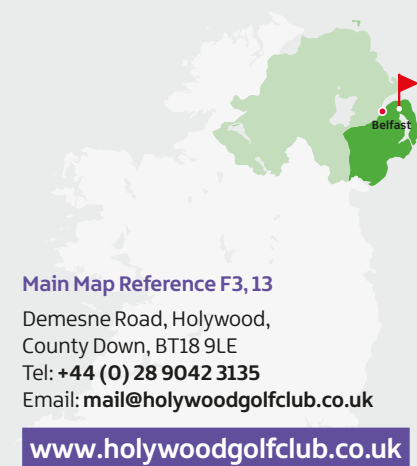 Belfast
Main Map Reference F3, 13
Demesne Road, Holywood,
County Down, BT18 9LE
Tel: +44 (0) 28 9042 3135
Email: mail@holywoodgolfclub.co.uk
www.holywoodgolfclub.co.uk